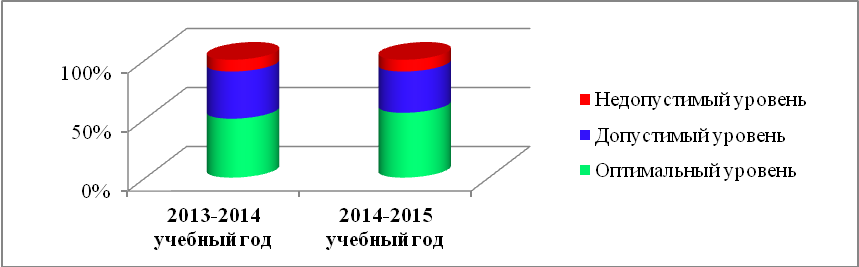 100%
50%
0%
2013-2014
учебный год
2014-2015
учебный год
Недопустимый уровень
Допустимый уровень
Оптимальный уровень